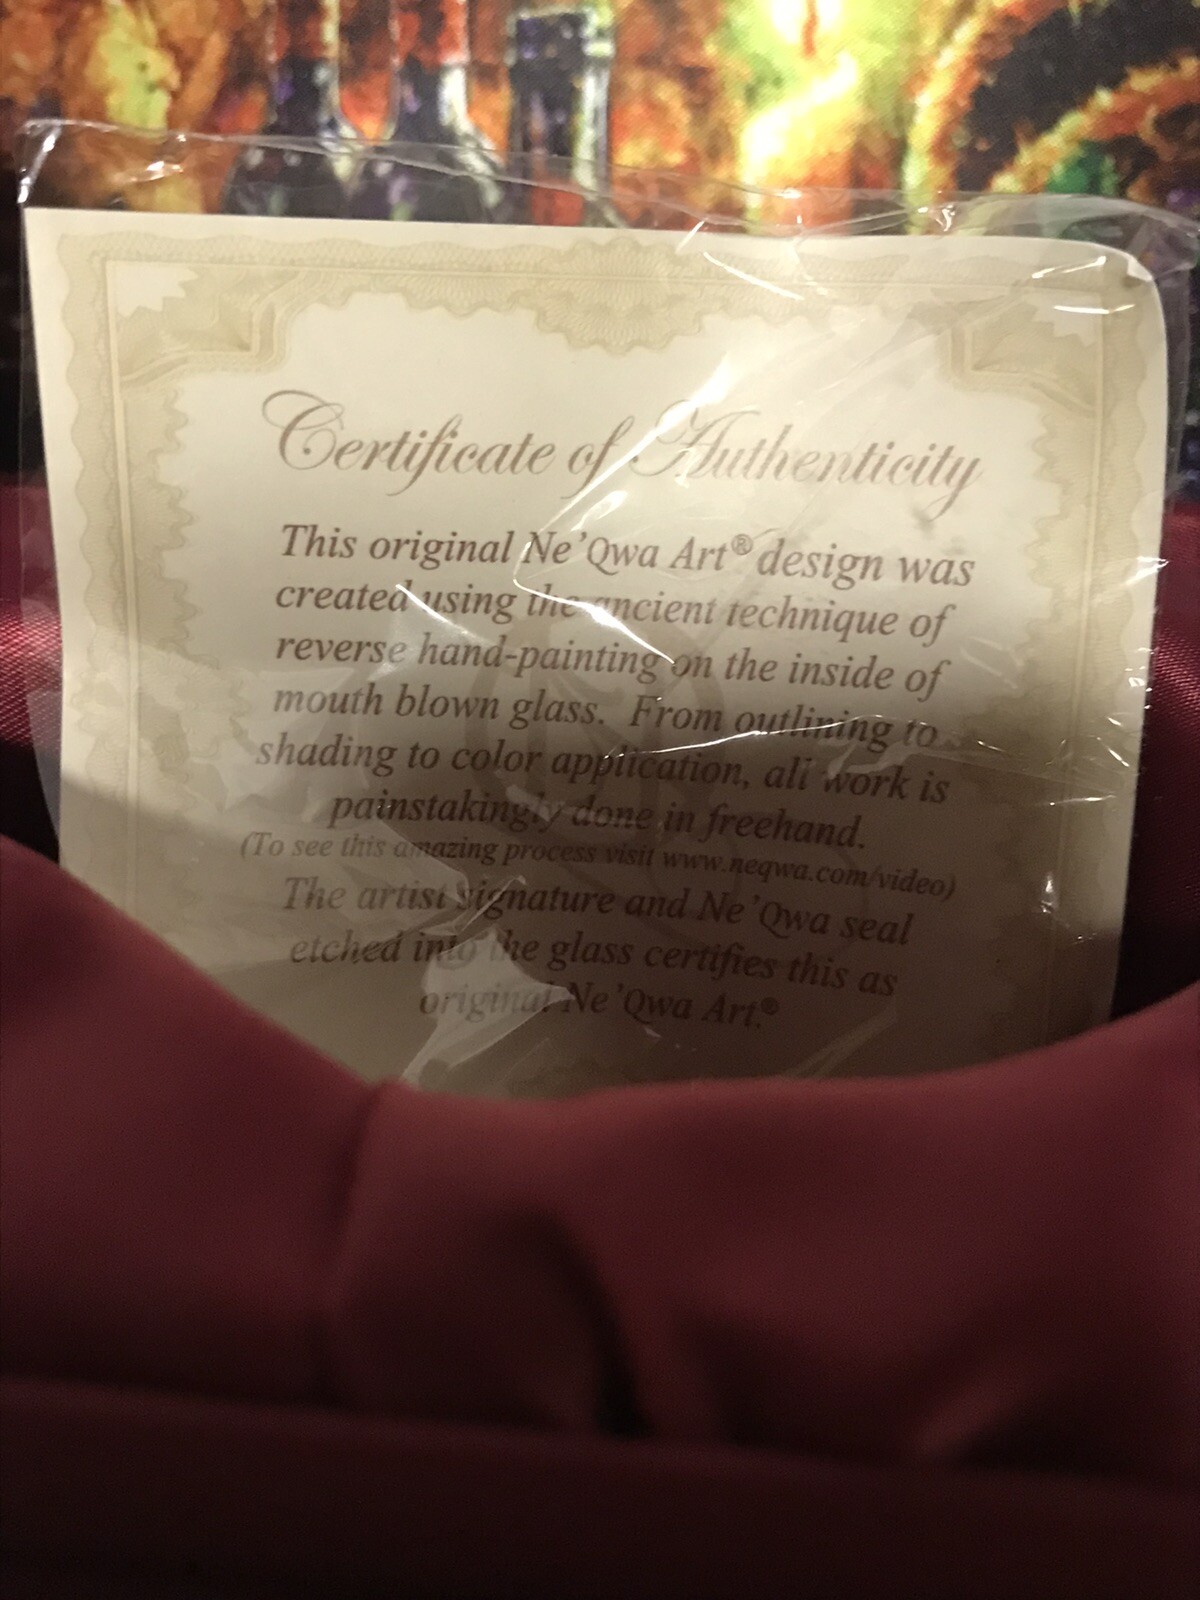 Certificate of Authenticity
This original Ne'Qwa Art® design was
created using the ancient technique of
reverse hand-painting on the inside of
mouth blown glass. From outlining to
shading to color application, all work is
painstakingly done in freehand.
(To see this amazing process visit www.neqwa.com/video)
The artist signature and Ne'Qwa seal
etched into the glass certifies this as
original Ne'Qwa Art.®